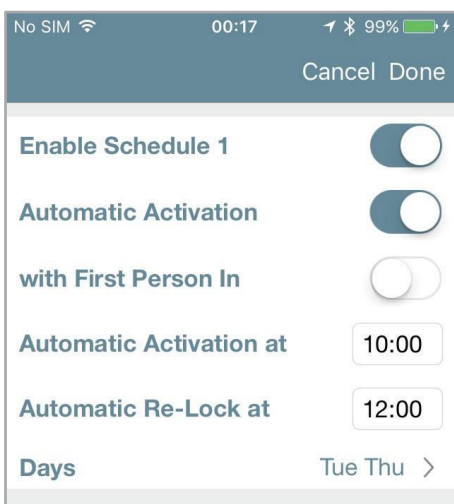 No SIM 00:17 99%
Cancel Done
Enable Schedule 1
Automatic Activation
with First Person In
Automatic Activation at 10:00
Automatic Re-Lock at 12:00
Days Tue Thu